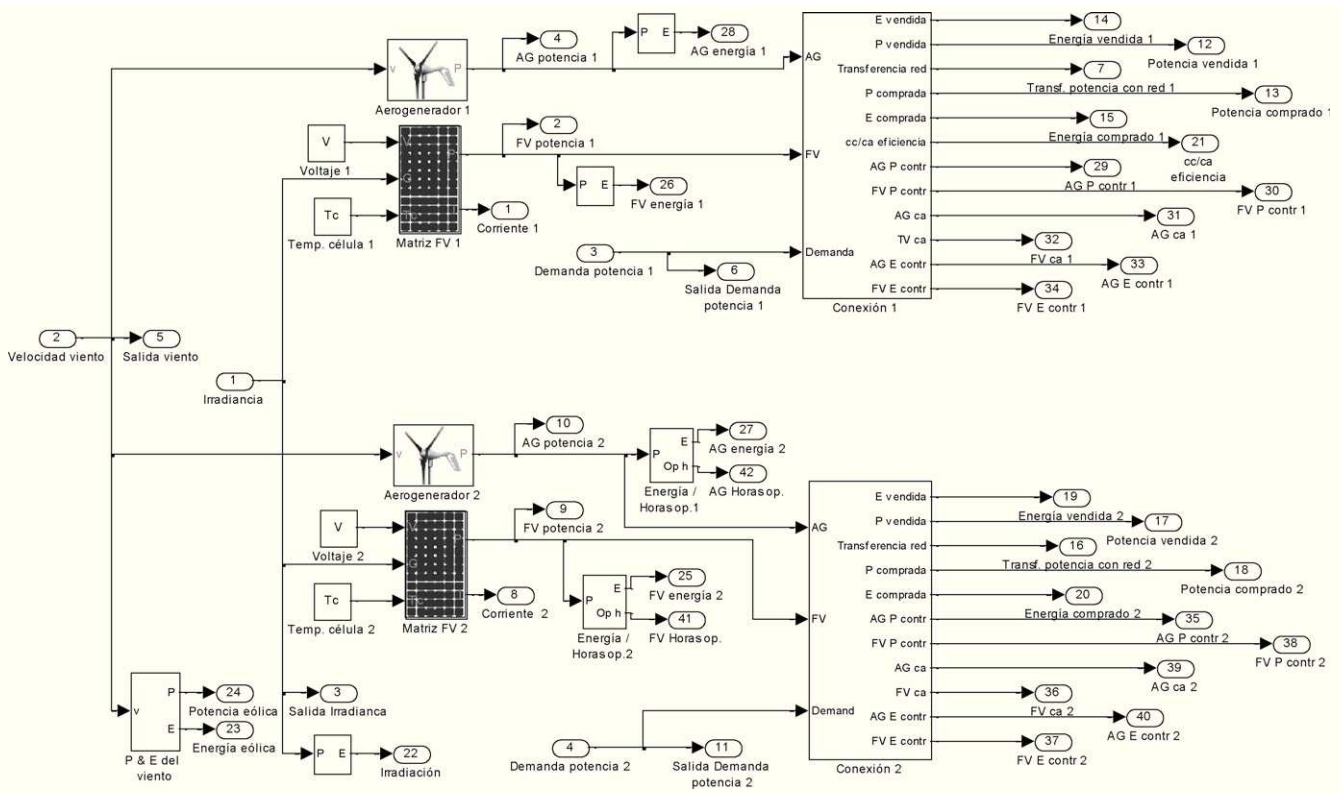 P E
28
AG energía 1
4
AG potencia 1
v P
Aerogenerador 1
2
FV potencia 1
P E
26
FV energía 1
V
Voltaje 1
Tc
Temp. célula 1
V
G
Matriz FV 1
1
Corriente 1
3
Demanda potencia 1
6
Salida Demanda
potencia 1
AG
FV
Demanda
E vendida
P vendida
Transferencia red
P comprada
E comprada
cc/ca eficiencia
AG P contr
FV P contr
AG ca
TV ca
AG E contr
FV E contr
Conexión 1
14
Energía vendida 1
12
Potencia vendida 1
7
Transf. potencia con red 1
13
Potencia comprado 1
15
Energía comprado 1
21
cc/ca
eficiencia
29
AG P contr 1
30
FV P contr 1
31
AG ca 1
32
FV ca 1
33
AG E contr 1
34
FV E contr 1
2
Velocidad viento
5
Salida viento
1
Irradiancia
v P
Aerogenerador 2
10
AG potencia 2
P E
Op h
Energía /
Horas op.1
27
AG energia 2
42
AG Horas op.
V
Voltaje 2
Tc
Temp. célula 2
V
G
Matriz FV 2
9
FV potencia 2
8
Corriente 2
P E
Op h
Energía /
Horas op.2
25
FV energía 2
41
FV Horas op.
AG
FV
Demand
E vendida
P vendida
Transferencia red
P comprada
E comprada
AG P contr
FV P contr
AG ca
FV ca
AG E contr
FV E contr
Conexión 2
19
Energía vendida 2
17
Potencia vendida 2
16
Transf. potencia con red 2
18
Potencia comprado 2
20
Energía comprado 2
35
AG P contr 2
38
FV P contr 2
39
AG ca 2
36
FV ca 2
40
AG E contr 2
37
FV E contr 2
v P
E
P & E del
viento
24
Potencia eólica
23
Energía eólica
3
Salida Irradianca
P E
22
Irradiación
4
Demanda potencia 2
11
Salida Demanda
potencia 2